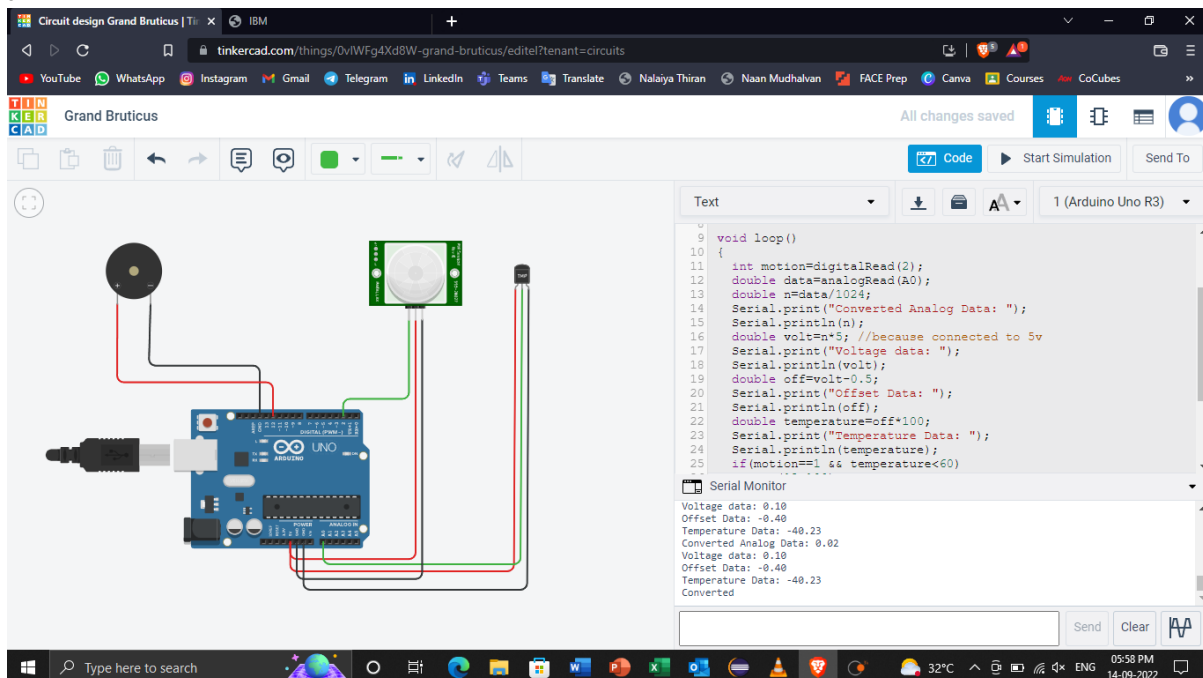 Circuit design Grand Bruticus | Tin
IBM
tinkercad.com/things/0vIWFg4Xd8W-grand-bruticus/editel?tenant=circuits
YouTube WhatsApp Instagram Gmail Telegram LinkedIn Teams Translate Nalaiya Thiran Naan Mudhalvan FACE Prep Canva Courses CoCubes »
TIN
KER
CAD
Grand Bruticus
All changes saved
Code
Start Simulation
Send To
Text
1 (Arduino Uno R3)
9 void loop()
10 {
11 int motion=digitalRead(2);
12 double data=analogRead(A0);
13 double n=data/1024;
14 Serial.print("Converted Analog Data: ");
15 Serial.println(n);
16 double volt=n*5; //because connected to 5v
17 Serial.print("Voltage data: ");
18 Serial.println(volt);
19 double off=volt-0.5;
20 Serial.print("Offset Data: ");
21 Serial.println(off);
22 double temperature=off*100;
23 Serial.print("Temperature Data: ");
24 Serial.println(temperature);
25 if(motion==1 && temperature<60)
TMP
DIGITAL (PWM~)
UNO
ARDUINO
POWER
ANALOG IN
Serial Monitor
Voltage data: 0.10
Offset Data: -0.40
Temperature Data: -40.23
Converted Analog Data: 0.02
Voltage data: 0.10
Offset Data: -0.40
Temperature Data: -40.23
Converted
Send
Clear
Type here to search
32°C
ENG
05:58 PM
14-09-2022